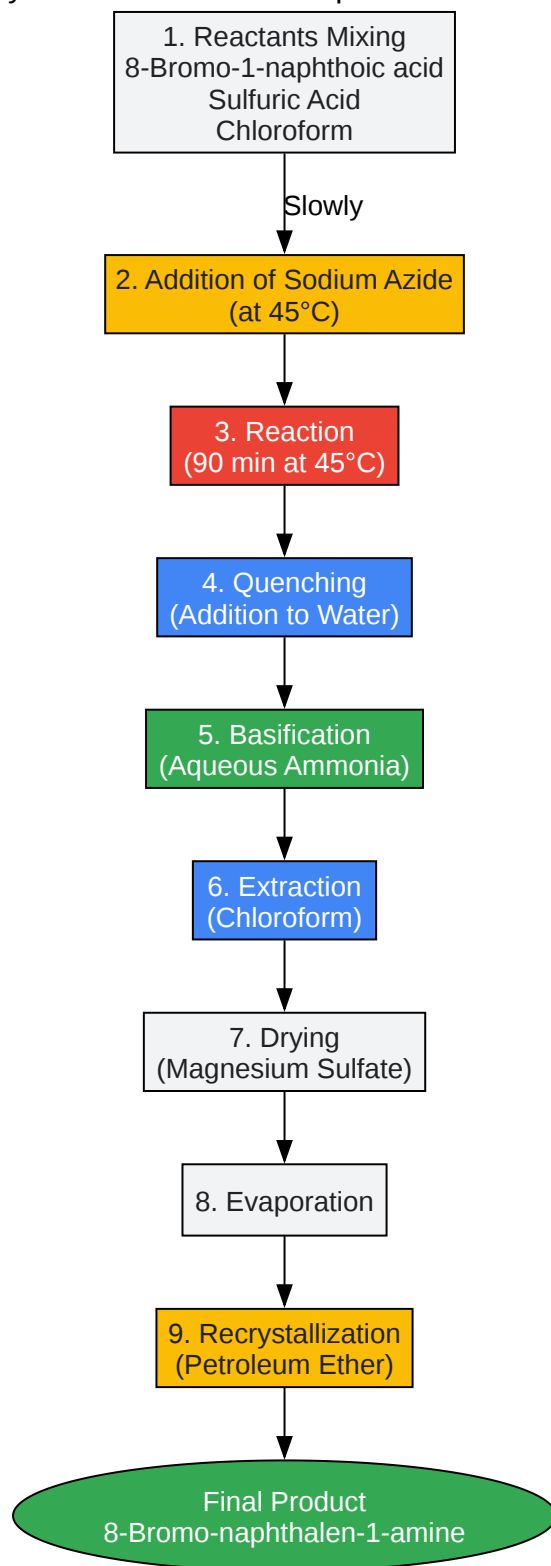 1. Reactants Mixing
8-Bromo-1-naphthoic acid
Sulfuric Acid
Chloroform
Slowly
2. Addition of Sodium Azide
(at 45°C)
3. Reaction
(90 min at 45°C)
4. Quenching
(Addition to Water)
5. Basification
(Aqueous Ammonia)
6. Extraction
(Chloroform)
7. Drying
(Magnesium Sulfate)
8. Evaporation
9. Recrystallization
(Petroleum Ether)
Final Product
8-Bromo-naphthalen-1-amine